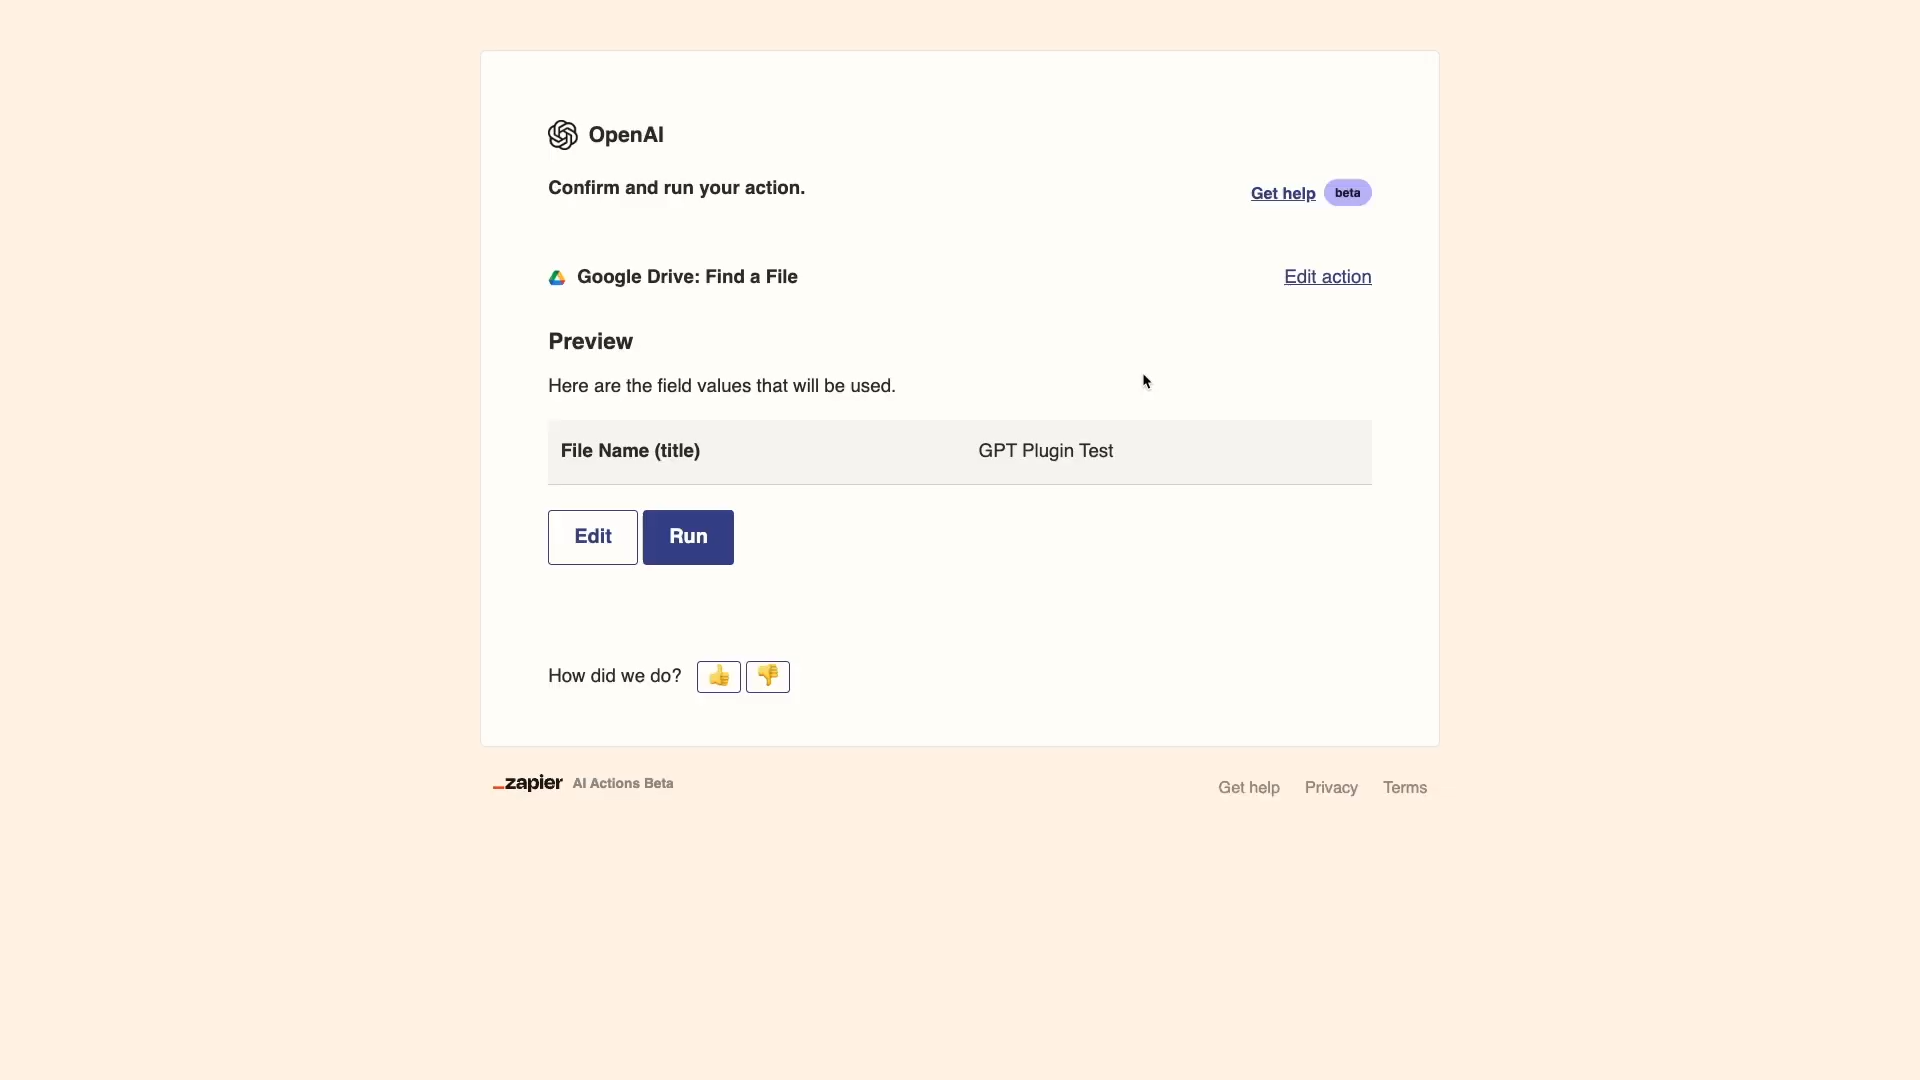 OpenAI
Confirm and run your action.
Get help beta
Google Drive: Find a File
Edit action
Preview
Here are the field values that will be used.
File Name (title) GPT Plugin Test
Edit Run
How did we do?
_zapier AI Actions Beta
Get help Privacy Terms